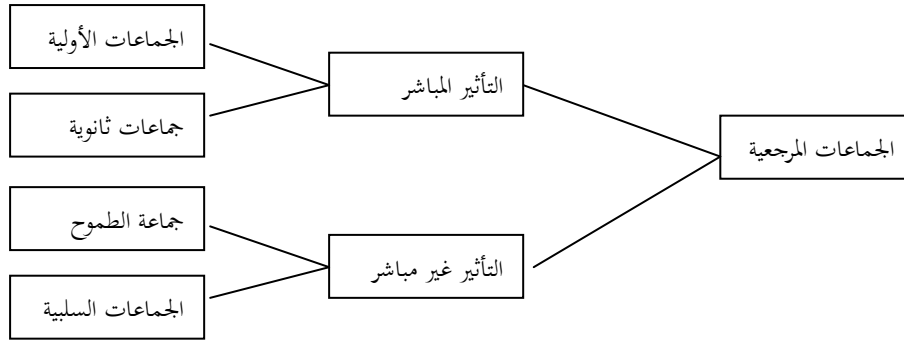 الجماعات المرجعية
التأثير المباشر
الجماعات الأولية
جماعات ثانوية
التأثير غير مباشر
جماعة الطموح
الجماعات السلبية